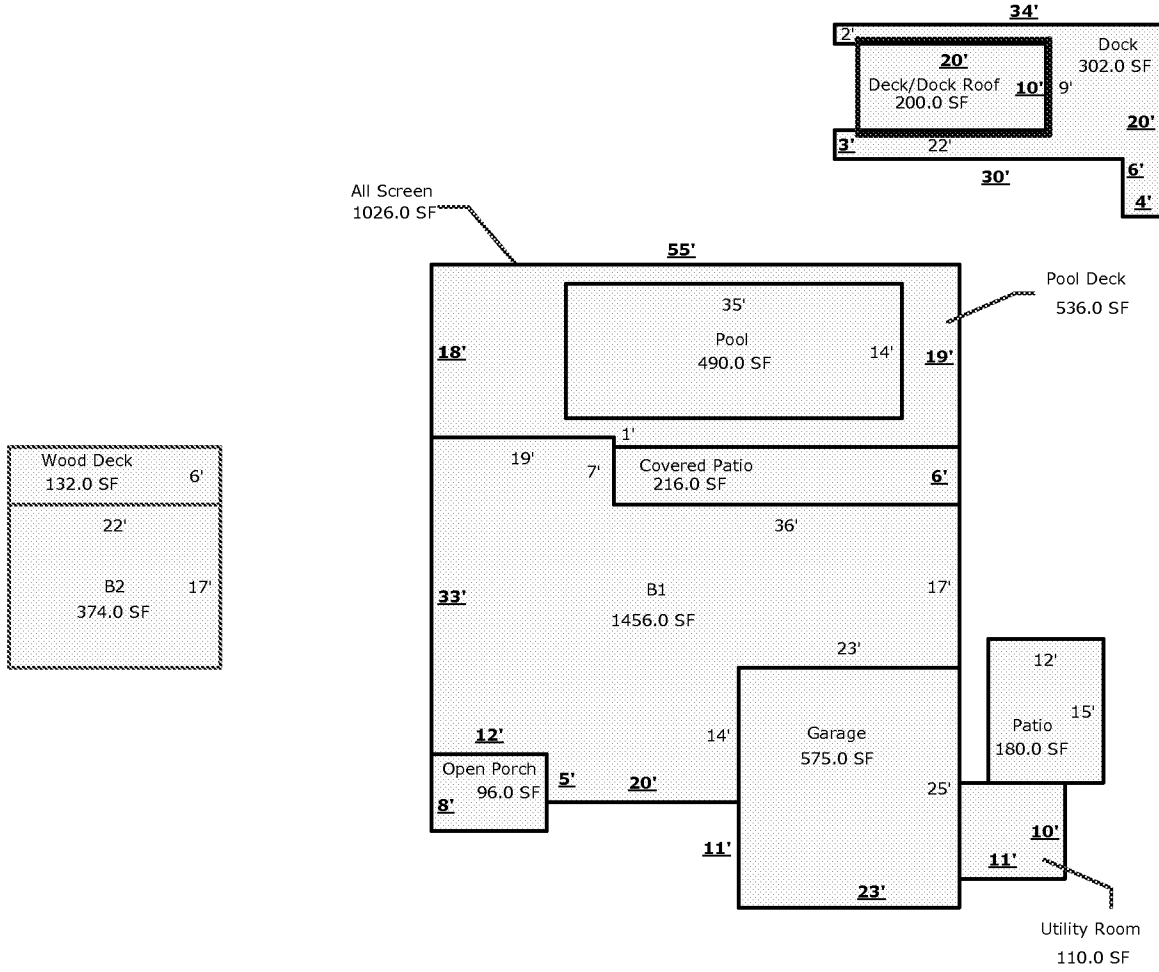 34'
2'
Dock
302.0 SF
20'
Deck/Dock Roof
200.0 SF
10'
9'
20'
3'
22'
30'
6'
4'
All Screen
1026.0 SF
55'
Pool Deck
536.0 SF
35'
Pool
490.0 SF
14'
18'
19'
1'
19'
7'
Covered Patio
216.0 SF
6'
36'
Wood Deck
132.0 SF
6'
22'
B2
374.0 SF
17'
33'
B1
1456.0 SF
17'
23'
12'
15'
Patio
180.0 SF
14'
Garage
575.0 SF
12'
Open Porch
96.0 SF
8'
5'
20'
25'
11'
23'
10'
11'
Utility Room
110.0 SF